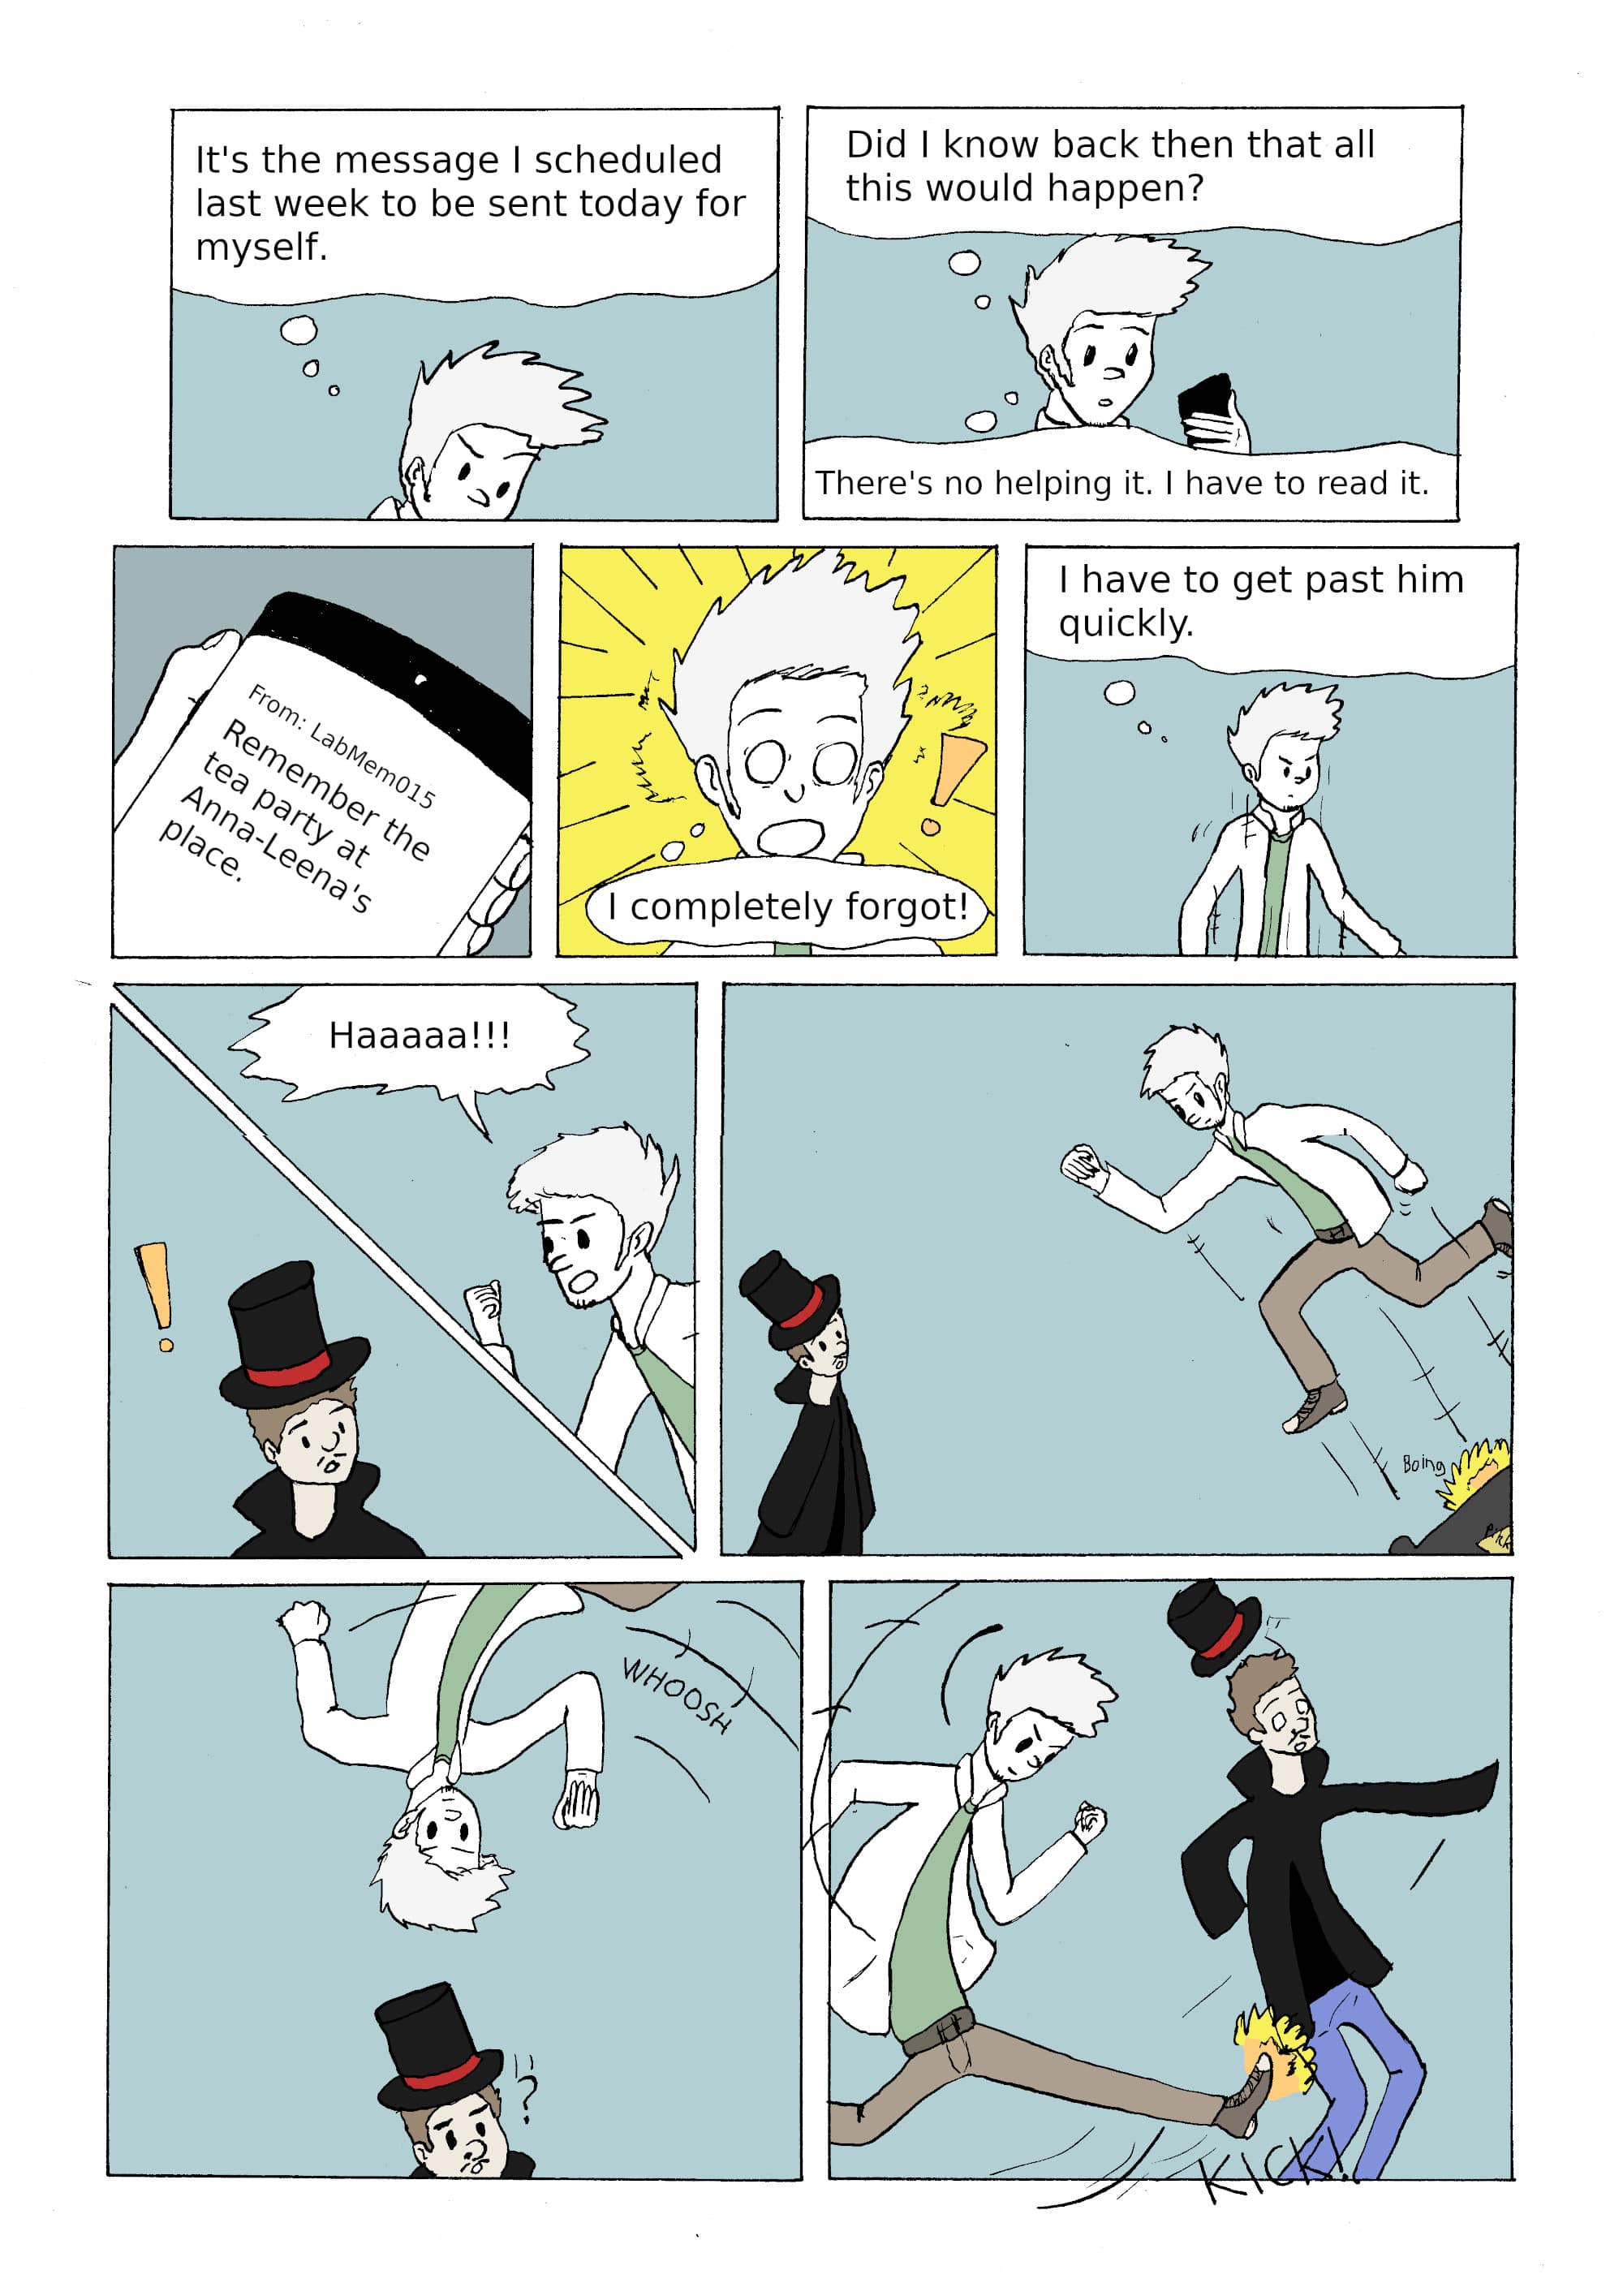 It's the message I scheduled
last week to be sent today for
myself.
Did I know back then that all
this would happen?
There's no helping it. I have to read it.
From: LabMem015
Remember the
tea party at
Anna-Leena's
place.
I completely forgot!
I have to get past him
quickly.
Haaaaa!!!
Boing
WHOOSH
?
KICK!